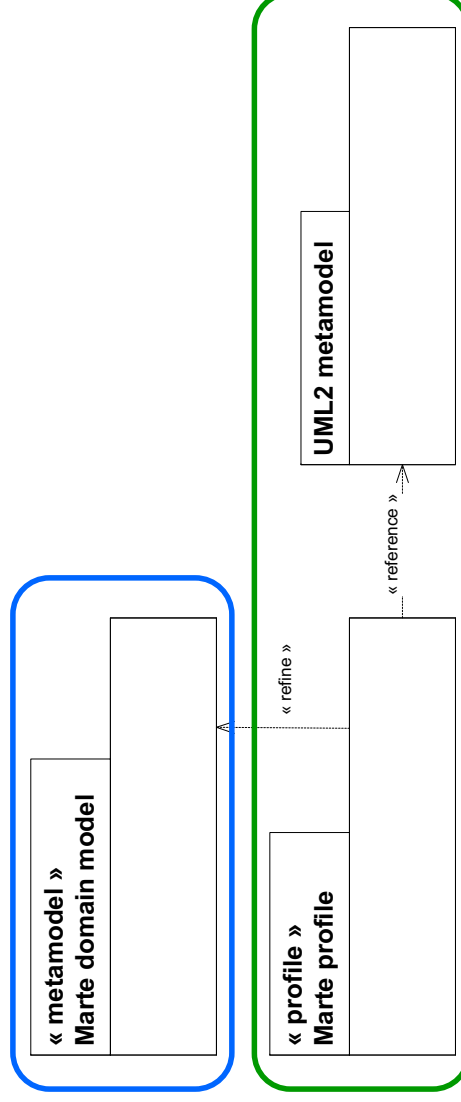 « metamodel »
Marte domain model
« refine »
« profile »
Marte profile
« reference »
UML2 metamodel